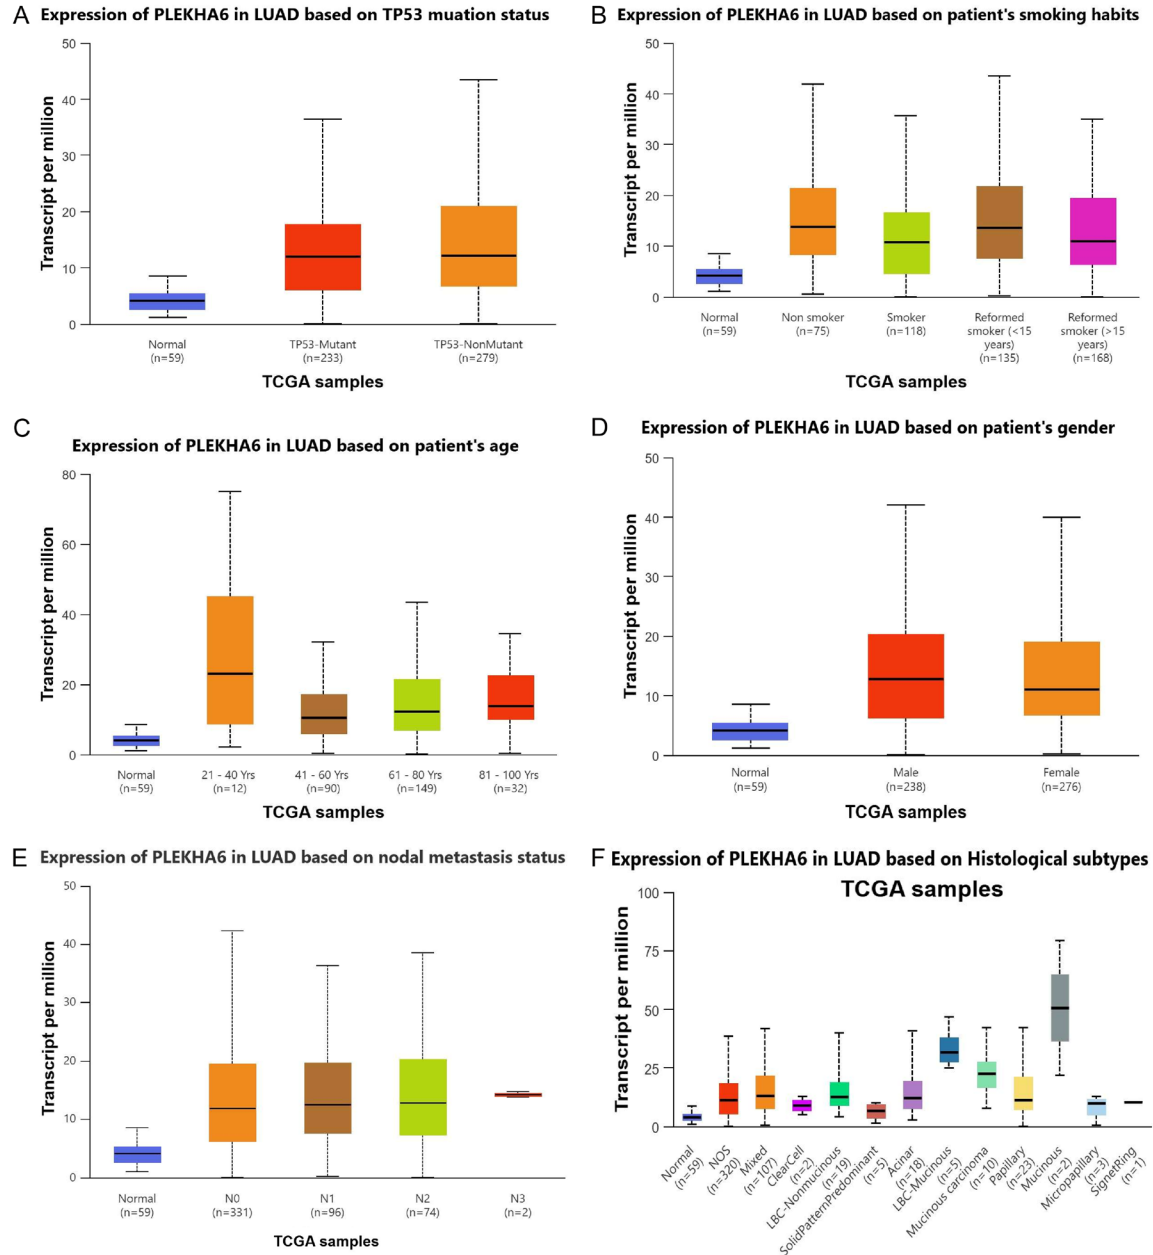 A
Expression of PLEKHA6 in LUAD based on TP53 muation status
Transcript per million
50
40
30
20
10
0
Normal
(n=59)
TP53-Mutant
(n=233)
TP53-NonMutant
(n=279)
TCGA samples
B
Expression of PLEKHA6 in LUAD based on patient's smoking habits
Transcript per million
50
40
30
20
10
0
Normal
(n=59)
Non smoker
(n=75)
Smoker
(n=118)
Reformed
smoker (<15
years)
(n=135)
Reformed
smoker (>15
years)
(n=168)
TCGA samples
C
Expression of PLEKHA6 in LUAD based on patient's age
Transcript per million
80
60
40
20
0
Normal
(n=59)
21 - 40 Yrs
(n=12)
41 - 60 Yrs
(n=90)
61 - 80 Yrs
(n=149)
81 - 100 Yrs
(n=32)
TCGA samples
D
Expression of PLEKHA6 in LUAD based on patient's gender
Transcript per million
50
40
30
20
10
0
Normal
(n=59)
Male
(n=238)
Female
(n=276)
TCGA samples
E
Expression of PLEKHA6 in LUAD based on nodal metastasis status
Transcript per million
50
40
30
20
10
0
Normal
(n=59)
N0
(n=331)
N1
(n=96)
N2
(n=74)
N3
(n=2)
TCGA samples
F
Expression of PLEKHA6 in LUAD based on Histological subtypes
TCGA samples
Transcript per million
100
75
50
25
0
Normal
(n=59)
NOS
(n=320)
Mixed
(n=107)
ClearCell
(n=2)
LBC-Nonmucinous
(n=19)
SolidPatternPredominant
(n=5)
Acinar
(n=18)
LBC-Mucinous
(n=5)
Mucinous carcinoma
(n=10)
Papillary
(n=23)
Mucinous
(n=2)
Micropapillary
(n=3)
SignetRing
(n=1)